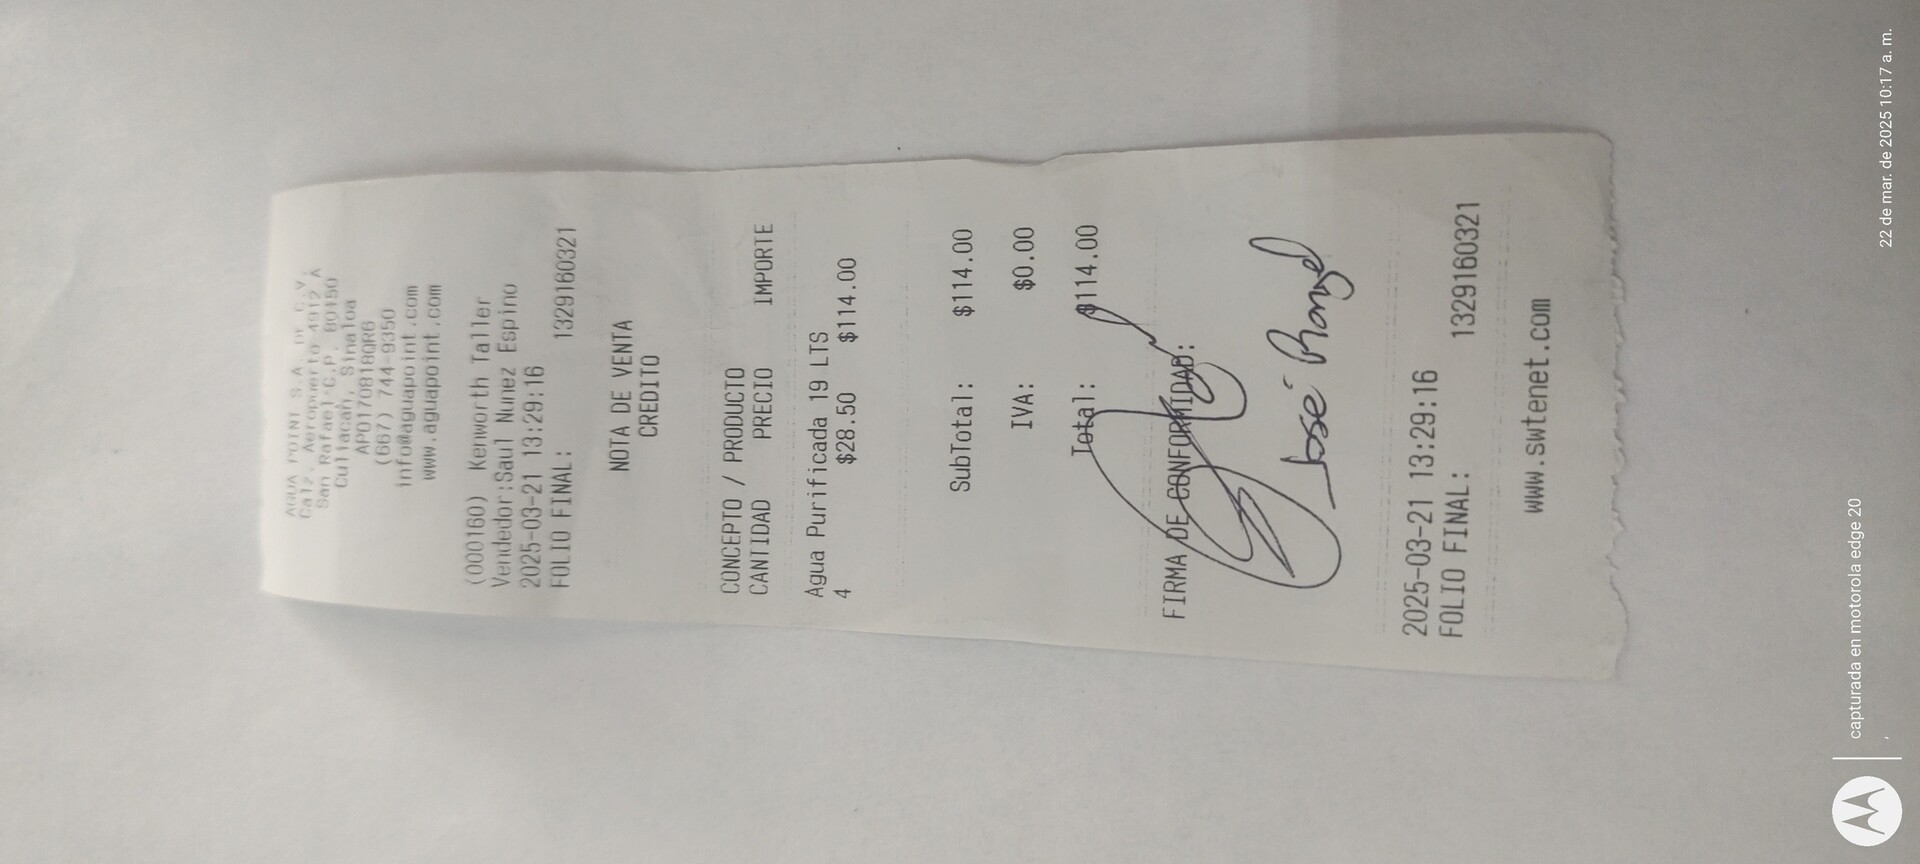 AGUA POINT S.A. DE C.V.
Calz. Aeropuerto 4912 A
San Rafael C.P. 80150
Culiacan, Sinaloa
APO170818QR6
(667) 744-9350
info@aguapoint.com
www.aguapoint.com
(000160) Kenworth Taller
Vendedor:Saul Nunez Espino
2025-03-21 13:29:16
FOLIO FINAL: 1329160321
NOTA DE VENTA
CREDITO
CONCEPTO / PRODUCTO
CANTIDAD PRECIO IMPORTE
Agua Purificada 19 LTS
4 $28.50 $114.00
SubTotal: $114.00
IVA: $0.00
Total: $114.00
FIRMA DE CONFORMIDAD:
José Rangel
2025-03-21 13:29:16
FOLIO FINAL: 1329160321
www.swtenet.com
capturada en motorola edge 20
, 22 de mar. de 2025 10:17 a. m.